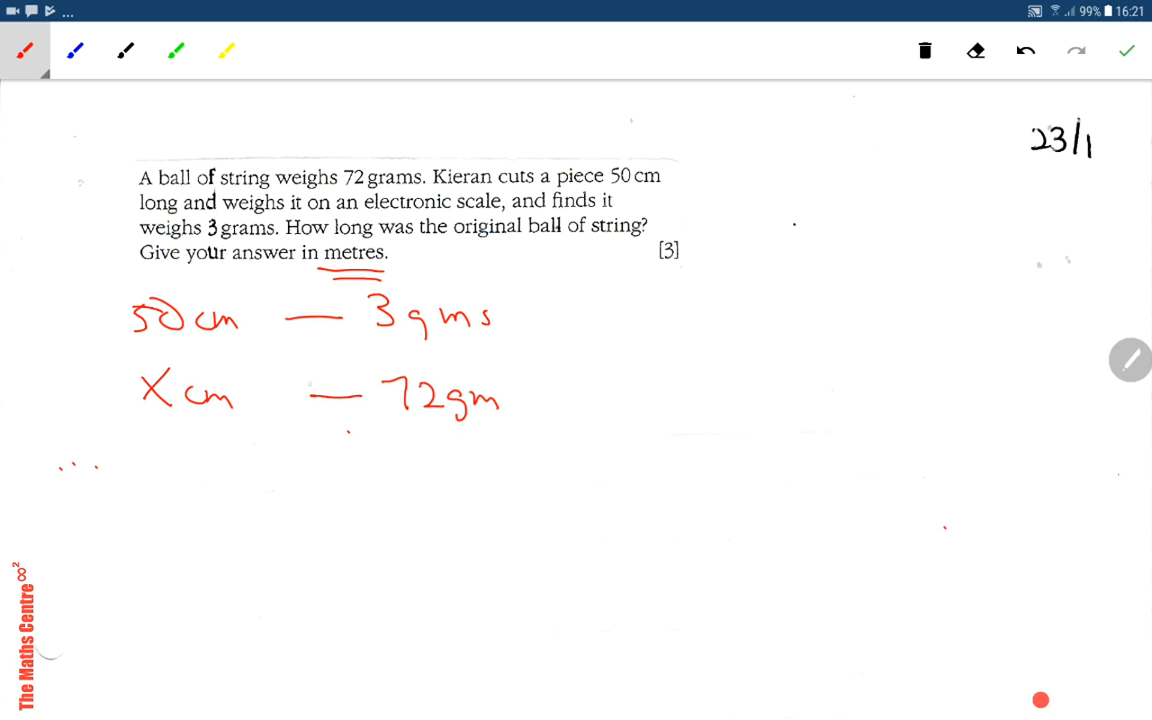 ... 99% 16:21
23/1
A ball of string weighs 72 grams. Kieran cuts a piece 50 cm
long and weighs it on an electronic scale, and finds it
weighs 3 grams. How long was the original ball of string?
Give your answer in metres. [3]
50 cm — 3 gms
X cm — 72 gm
The Maths Centre ∞²